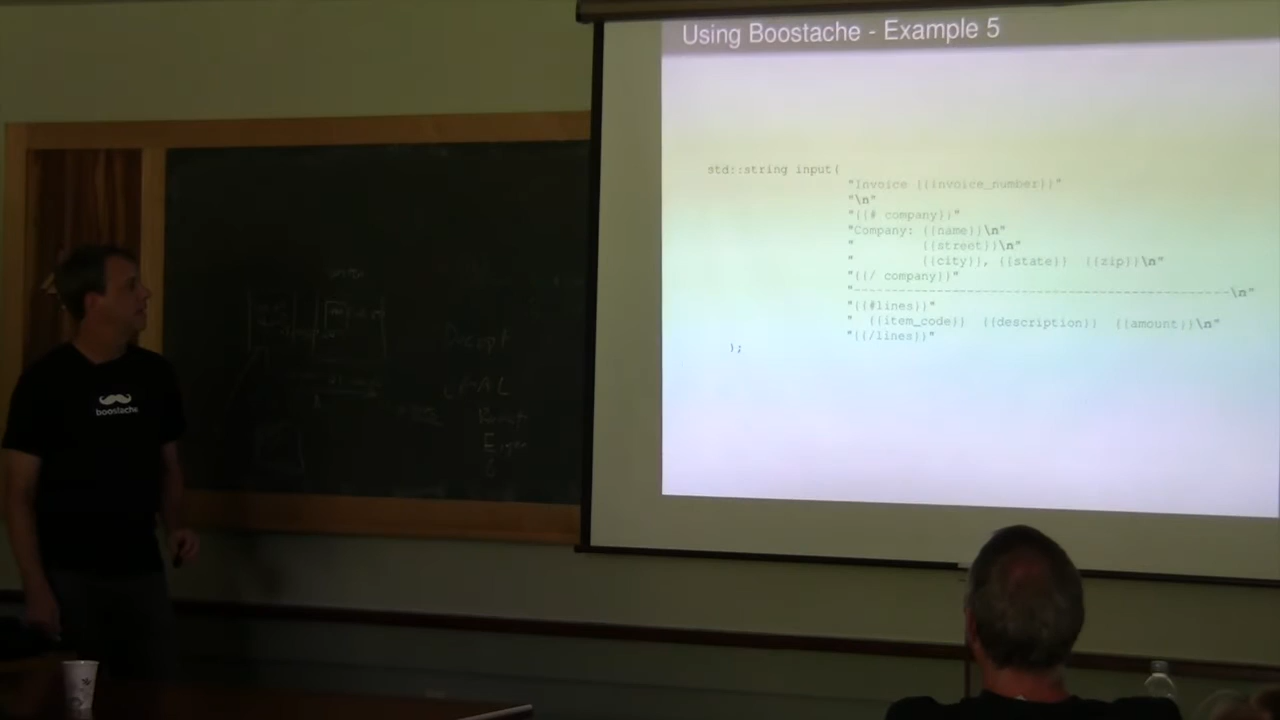 Using Boostache - Example 5
std::string input(
"Invoice {{invoice_number}}"
"\n"
"{{# company}}"
"Company: {{name}}\n"
" {{street}}\n"
" {{city}}, {{state}} {{zip}}\n"
"{{/ company}}"
"--------------------------------------------------\n"
"{{#lines}}"
" {{item_code}} {{description}} {{amount}}\n"
"{{/lines}}"
);
boostache